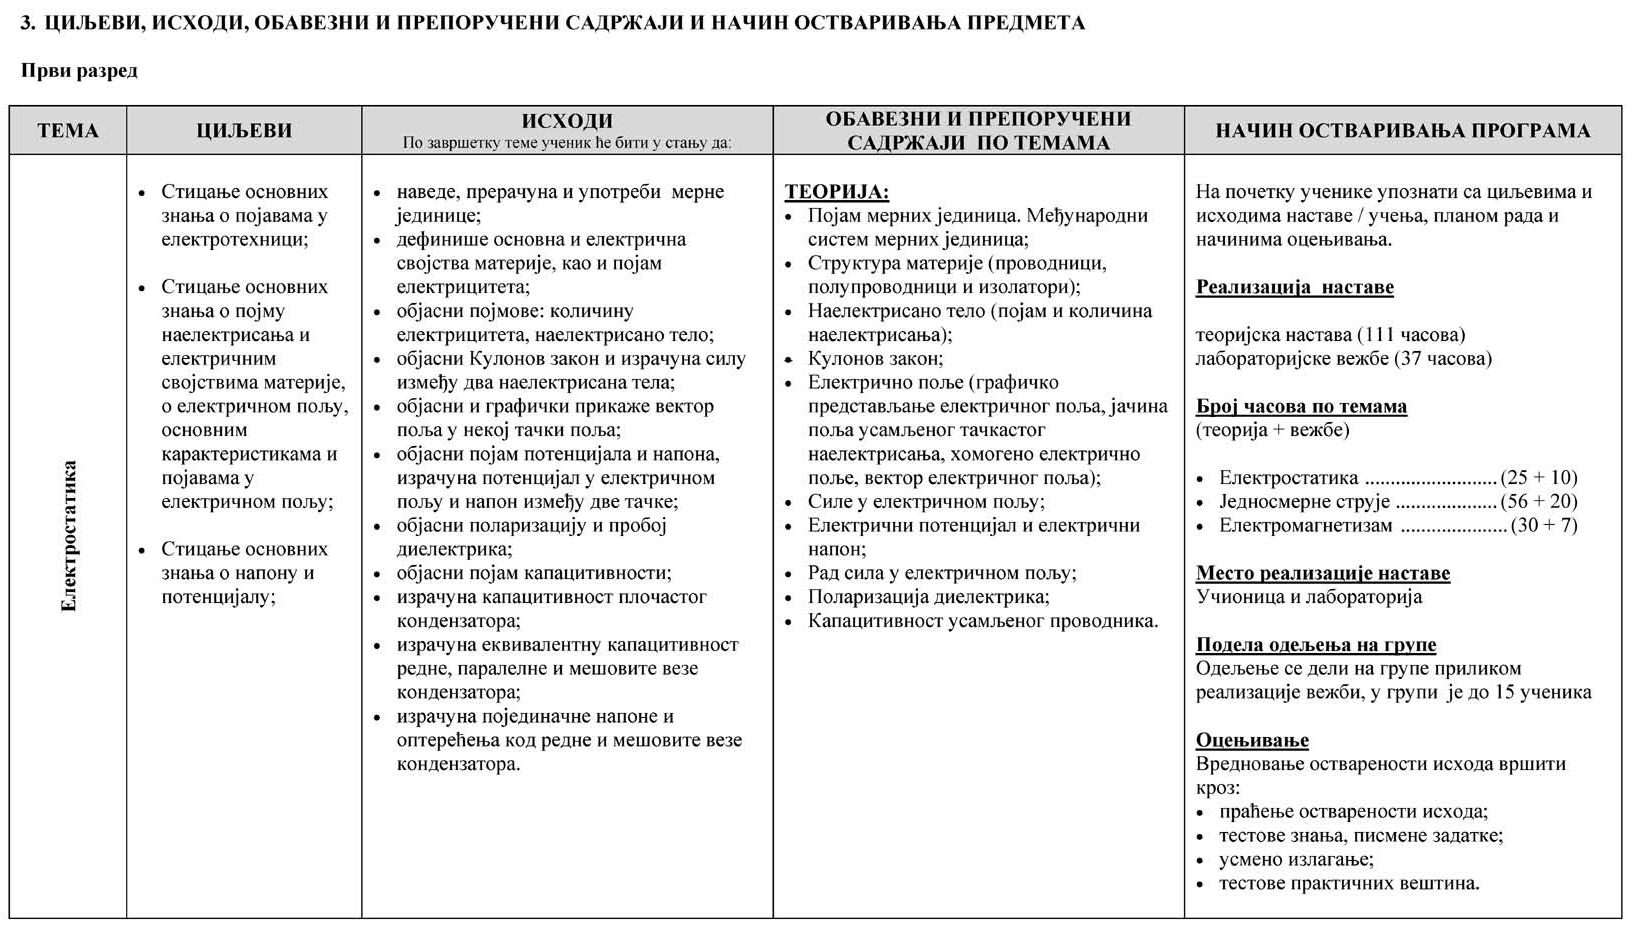 3. ЦИЉЕВИ, ИСХОДИ, ОБАВЕЗНИ И ПРЕПОРУЧЕНИ САДРЖАЈИ И НАЧИН ОСТВАРИВАЊА ПРЕДМЕТА
Први разред
ТЕМА
ЦИЉЕВИ
ИСХОДИ
По завршетку теме ученик ће бити у стању да:
ОБАВЕЗНИ И ПРЕПОРУЧЕНИ
САДРЖАЈИ ПО ТЕМАМА
НАЧИН ОСТВАРИВАЊА ПРОГРАМА
Електростатика
• Стицање основних
знања о појавама у
електротехници;
• Стицање основних
знања о појму
наелектрисања и
електричним
својствима материје,
о електричном пољу,
основним
карактеристикама и
појавама у
електричном пољу;
• Стицање основних
знања о напону и
потенцијалу;
• наведе, прерачуна и употреби мерне
јединице;
• дефинише основна и електрична
својства материје, као и појам
електрицитета;
• објасни појмове: количину
електрицитета, наелектрисано тело;
• објасни Кулонов закон и израчуна силу
између два наелектрисана тела;
• објасни и графички прикаже вектор
поља у некој тачки поља;
• објасни појам потенцијала и напона,
израчуна потенцијал у електричном
пољу и напон између две тачке;
• објасни поларизацију и пробој
диелектрика;
• објасни појам капацитивности;
• израчуна капацитивност плочастог
кондензатора;
• израчуна еквивалентну капацитивност
редне, паралелне и мешовите везе
кондензатора;
• израчуна појединачне напоне и
оптерећења код редне и мешовите везе
кондензатора.
ТЕОРИЈА:
• Појам мерних јединица. Међународни
систем мерних јединица;
• Структура материје (проводници,
полупроводници и изолатори);
• Наелектрисано тело (појам и количина
наелектрисања);
• Кулонов закон;
• Електрично поље (графичко
представљање електричног поља, јачина
поља усамљеног тачкастог
наелектрисања, хомогено електрично
поље, вектор електричног поља);
• Силе у електричном пољу;
• Електрични потенцијал и електрични
напон;
• Рад сила у електричном пољу;
• Поларизација диелектрика;
• Капацитивност усамљеног проводника.
На почетку ученике упознати са циљевима и
исходима наставе / учења, планом рада и
начинима оцењивања.
Реализација наставе
теоријска настава (111 часова)
лабораторијске вежбе (37 часова)
Број часова по темама
(теорија + вежбе)
• Електростатика .......................... (25 + 10)
• Једносмерне струје .................... (56 + 20)
• Електромагнетизам ..................... (30 + 7)
Место реализације наставе
Учионица и лабораторија
Подела одељења на групе
Одељење се дели на групе приликом
реализације вежби, у групи је до 15 ученика
Оцењивање
Вредновање остварености исхода вршити
кроз:
• праћење остварености исхода;
• тестове знања, писмене задатке;
• усмено излагање;
• тестове практичних вештина.